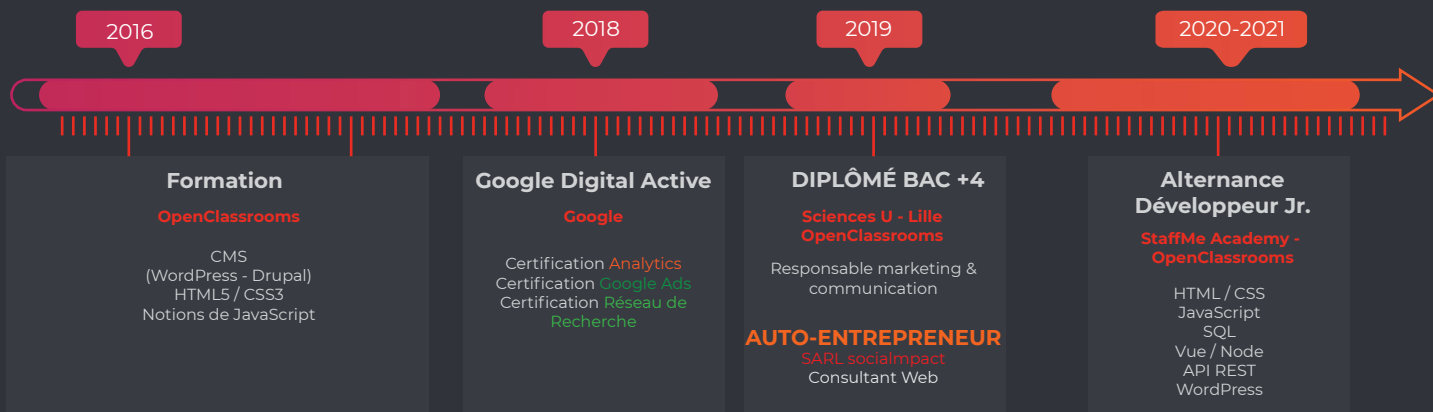 2016
2018
2019
2020-2021
Formation
OpenClassrooms
CMS
(WordPress - Drupal)
HTML5 / CSS3
Notions de JavaScript
Google Digital Active
Google
Certification Analytics
Certification Google Ads
Certification Réseau de
Recherche
DIPLÔMÉ BAC +4
Sciences U - Lille
OpenClassrooms
Responsable marketing &
communication
AUTO-ENTREPRENEUR
SARL socialmpact
Consultant Web
Alternance
Développeur Jr.
StaffMe Academy -
OpenClassrooms
HTML / CSS
JavaScript
SQL
Vue / Node
API REST
WordPress